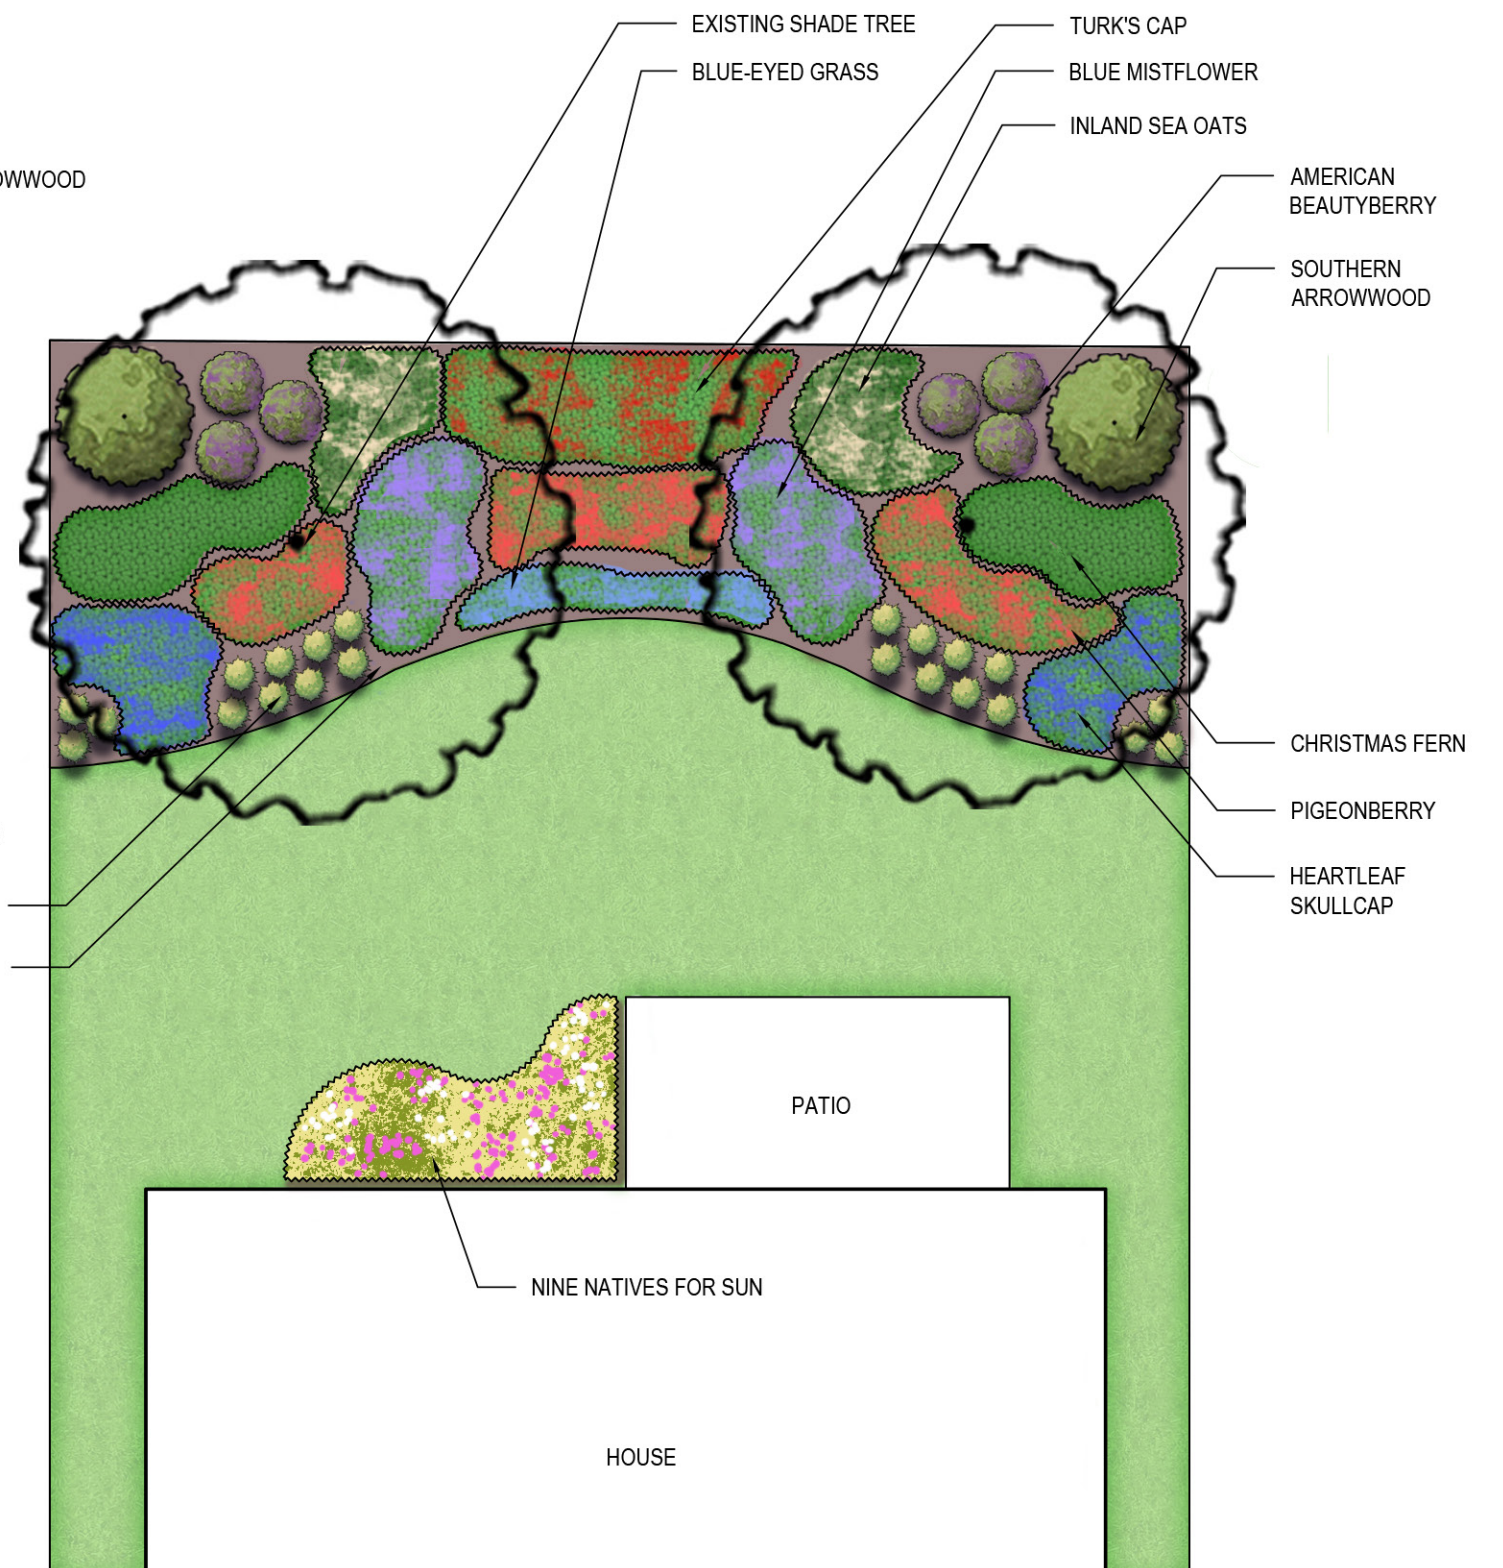 EXISTING SHADE TREE
TURK'S CAP
BLUE-EYED GRASS
BLUE MISTFLOWER
INLAND SEA OATS
OWWOOD
AMERICAN
BEAUTYBERRY
SOUTHERN
ARROWWOOD
CHRISTMAS FERN
PIGEONBERRY
HEARTLEAF
SKULLCAP
PATIO
NINE NATIVES FOR SUN
HOUSE